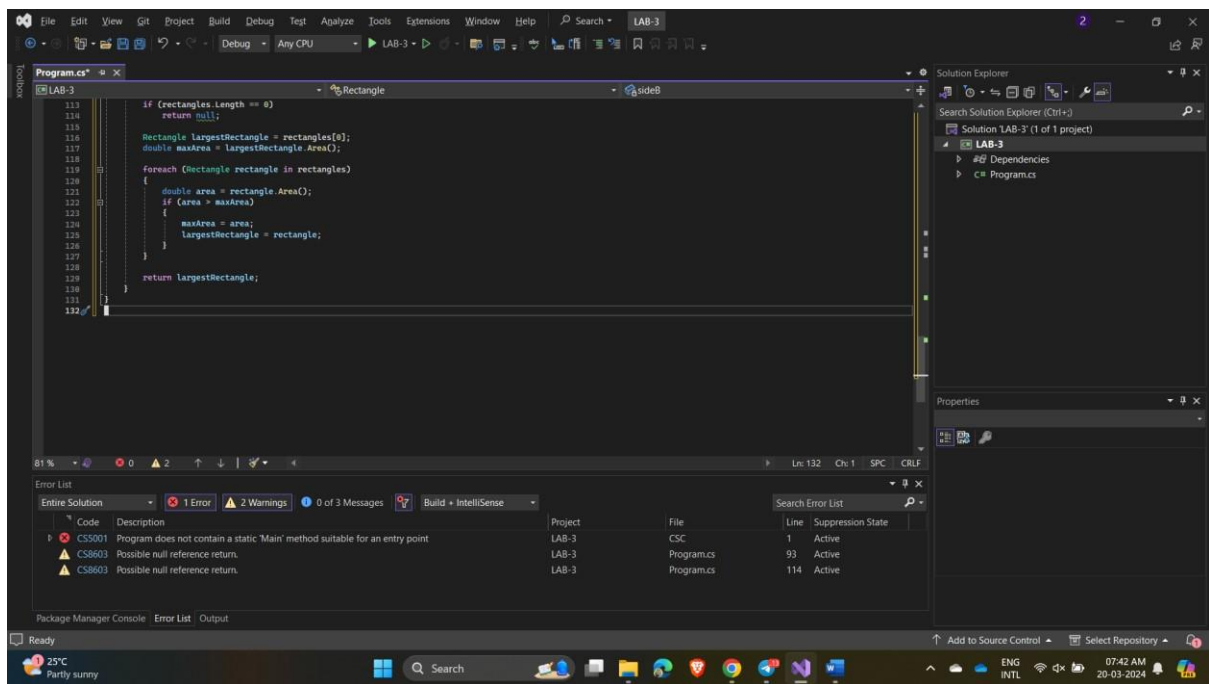 File Edit View Git Project Build Debug Test Analyze Tools Extensions Window Help Search LAB-3 2
Debug Any CPU LAB-3
Toolbox
Program.cs*
LAB-3 Rectangle sideB
113 if (rectangles.Length == 0)
114 return null;
115
116 Rectangle largestRectangle = rectangles[0];
117 double maxArea = largestRectangle.Area();
118
119 foreach (Rectangle rectangle in rectangles)
120 {
121 double area = rectangle.Area();
122 if (area > maxArea)
123 {
124 maxArea = area;
125 largestRectangle = rectangle;
126 }
127 }
128
129 return largestRectangle;
130 }
131 }
132
81 % 0 2 Ln: 132 Ch: 1 SPC CRLF
Solution Explorer
Search Solution Explorer (Ctrl+;)
Solution 'LAB-3' (1 of 1 project)
LAB-3
Dependencies
C# Program.cs
Properties
Error List
Entire Solution 1 Error 2 Warnings 0 of 3 Messages Build + IntelliSense Search Error List
Code Description Project File Line Suppression State
CS5001 Program does not contain a static 'Main' method suitable for an entry point LAB-3 CSC 1 Active
CS8603 Possible null reference return. LAB-3 Program.cs 93 Active
CS8603 Possible null reference return. LAB-3 Program.cs 114 Active
Package Manager Console Error List Output
Ready Add to Source Control Select Repository
1 25°C
Partly sunny
Search
ENG
INTL
07:42 AM
20-03-2024